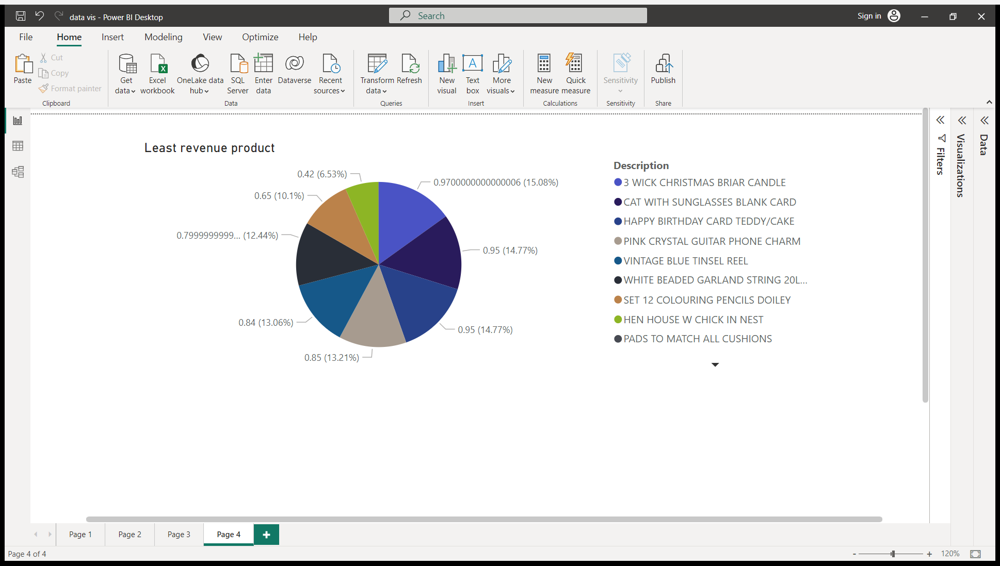 data vis - Power BI Desktop
Search
Sign in
File
Home
Insert
Modeling
View
Optimize
Help
Paste
Cut
Copy
Format painter
Clipboard
Get data
Excel workbook
OneLake data hub
SQL Server
Enter data
Dataverse
Recent sources
Data
Transform data
Refresh
Queries
New visual
A
Text box
More visuals
Insert
New measure
Quick measure
Calculations
Sensitivity
Sensitivity
Publish
Share
Least revenue product
0.42 (6.53%)
0.9700000000000006 (15.08%)
0.65 (10.1%)
0.7999999999... (12.44%)
0.95 (14.77%)
0.84 (13.06%)
0.95 (14.77%)
0.85 (13.21%)
Description
3 WICK CHRISTMAS BRIAR CANDLE
CAT WITH SUNGLASSES BLANK CARD
HAPPY BIRTHDAY CARD TEDDY/CAKE
PINK CRYSTAL GUITAR PHONE CHARM
VINTAGE BLUE TINSEL REEL
WHITE BEADED GARLAND STRING 20L...
SET 12 COLOURING PENCILS DOILEY
HEN HOUSE W CHICK IN NEST
PADS TO MATCH ALL CUSHIONS
Filters
Visualizations
Data
Page 1
Page 2
Page 3
Page 4
Page 4 of 4
- + 120%